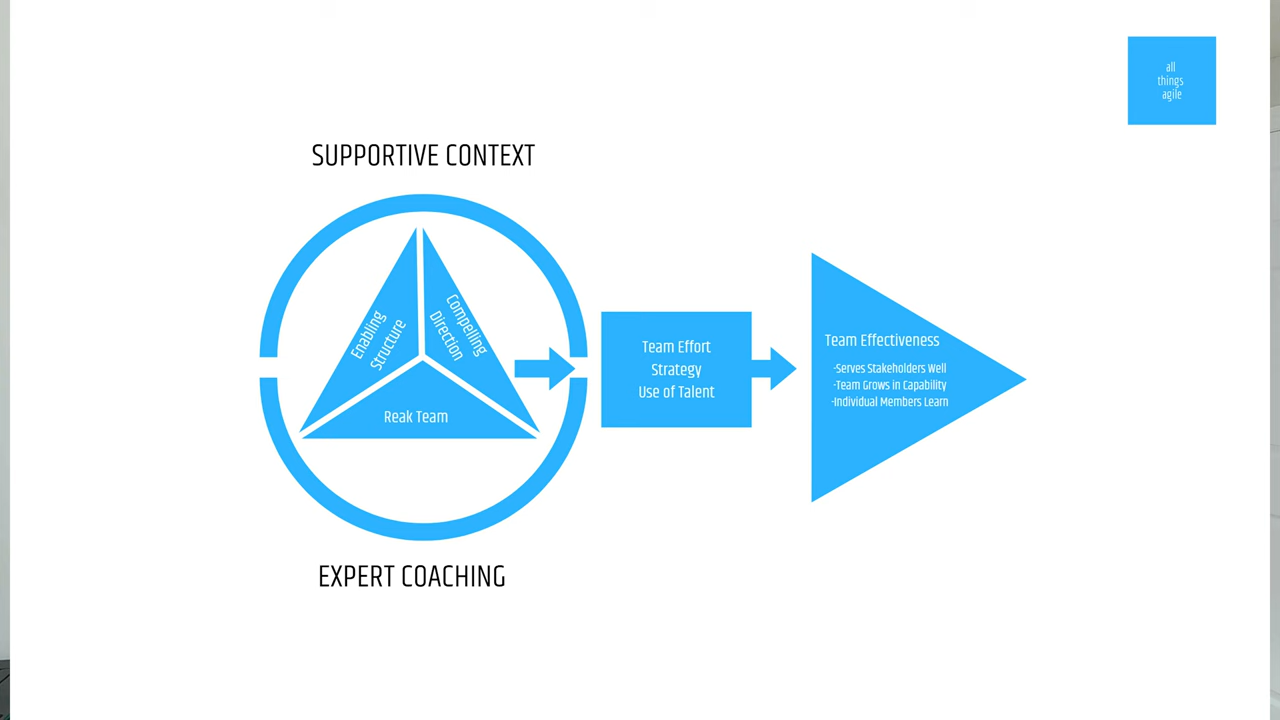 all
things
agile
SUPPORTIVE CONTEXT
Enabling
Structure
Compelling
Direction
Reak Team
EXPERT COACHING
Team Effort
Strategy
Use of Talent
Team Effectiveness
-Serves Stakeholders Well
-Team Grows in Capability
-Individual Members Learn